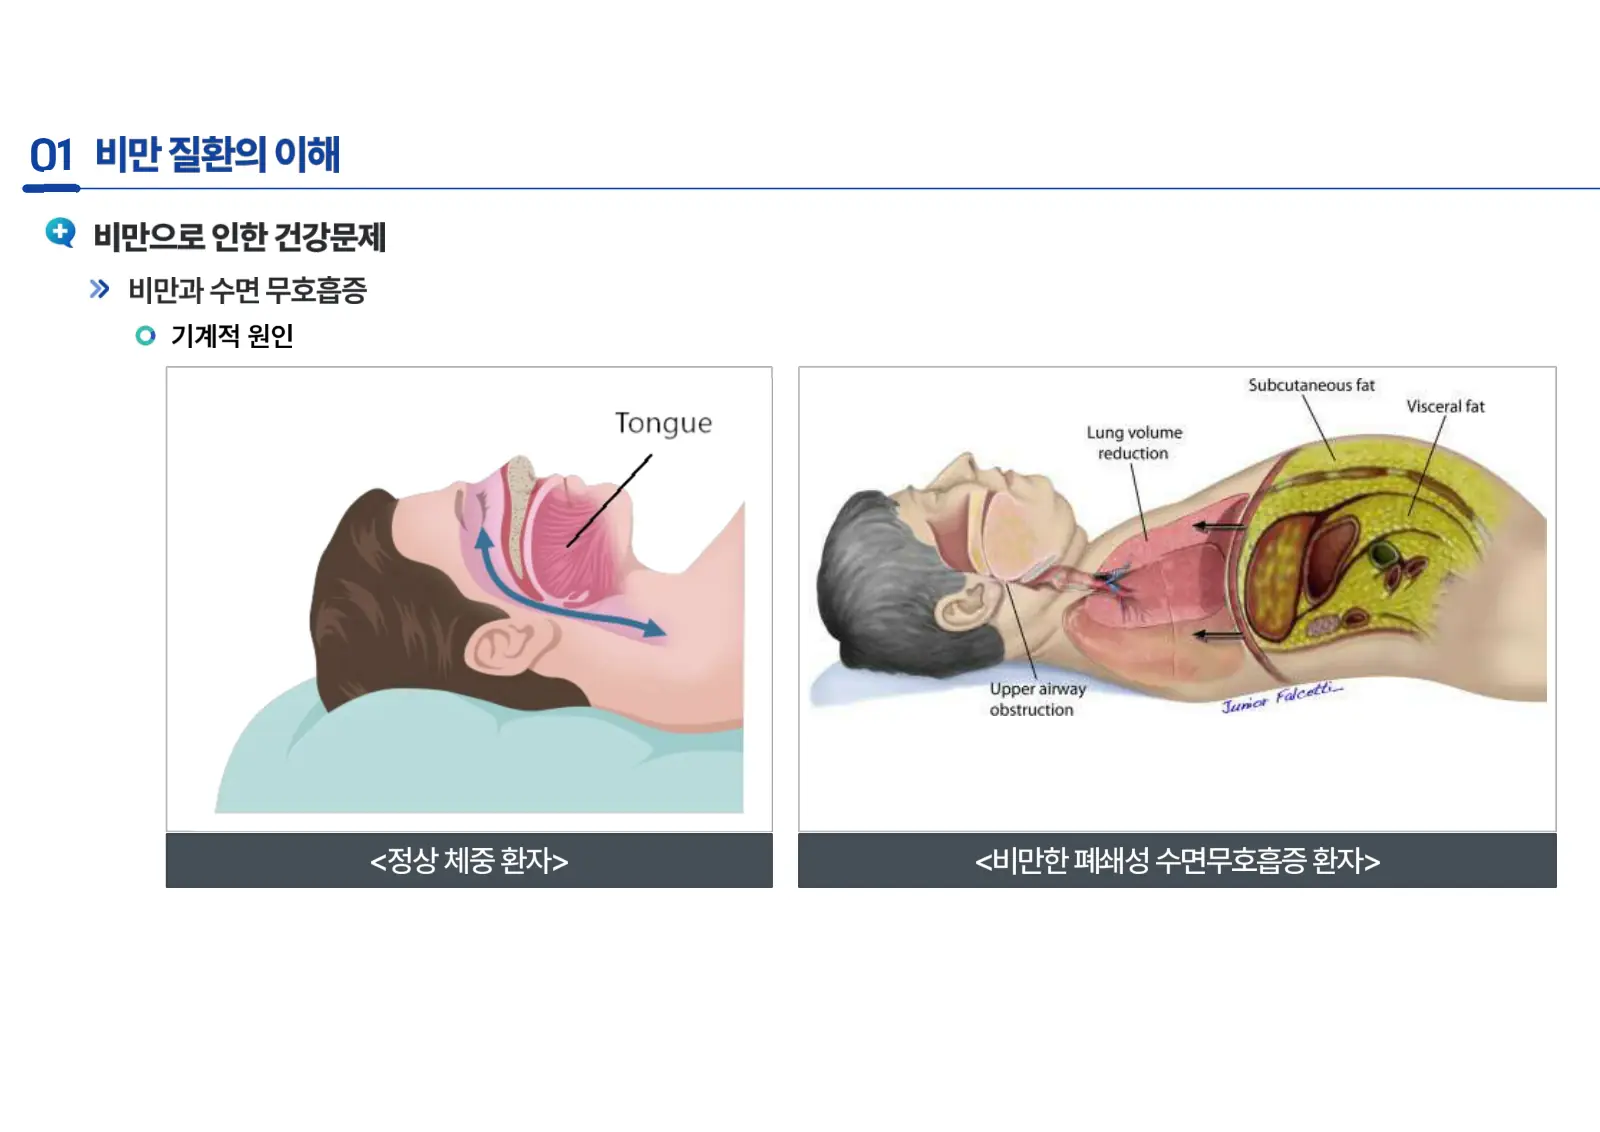 01 비만 질환의 이해
비만으로 인한 건강문제
비만과 수면 무호흡증
기계적 원인
Tongue
<정상 체중 환자>
Subcutaneous fat
Visceral fat
Lung volume
reduction
Upper airway
obstruction
Junior Falcetti
<비만한 폐쇄성 수면무호흡증 환자>